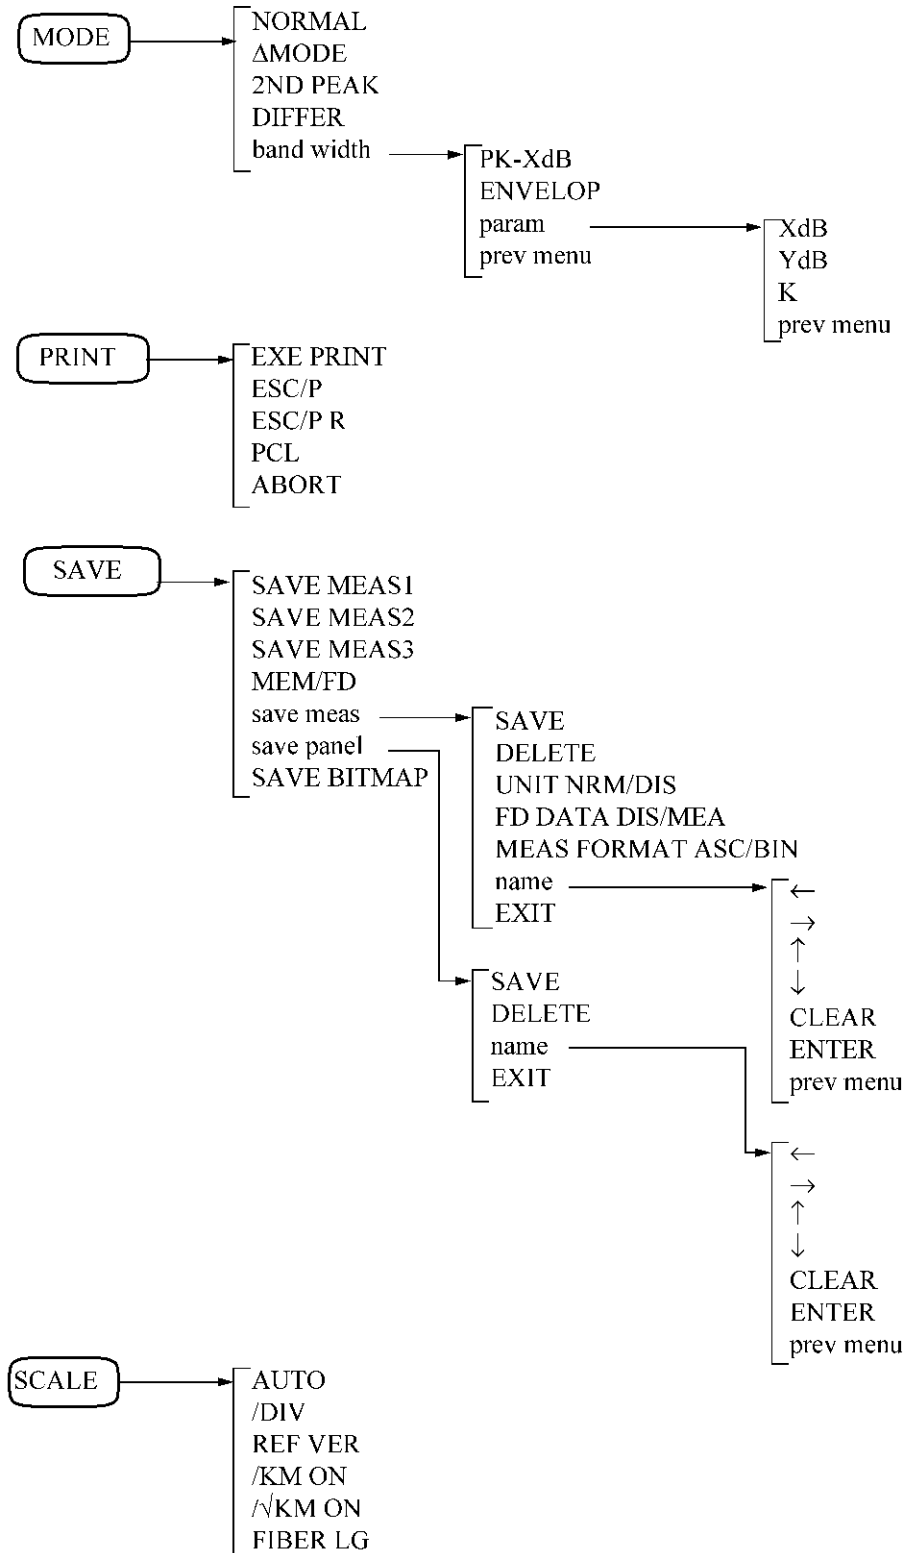 MODE
NORMAL
ΔMODE
2ND PEAK
DIFFER
band width
PK-XdB
ENVELOP
param
prev menu
XdB
YdB
K
prev menu
PRINT
EXE PRINT
ESC/P
ESC/P R
PCL
ABORT
SAVE
SAVE MEAS1
SAVE MEAS2
SAVE MEAS3
MEM/FD
save meas
save panel
SAVE BITMAP
SAVE
DELETE
UNIT NRM/DIS
FD DATA DIS/MEA
MEAS FORMAT ASC/BIN
name
EXIT
←
→
↑
↓
CLEAR
ENTER
prev menu
SAVE
DELETE
name
EXIT
←
→
↑
↓
CLEAR
ENTER
prev menu
SCALE
AUTO
/DIV
REF VER
/KM ON
/√KM ON
FIBER LG